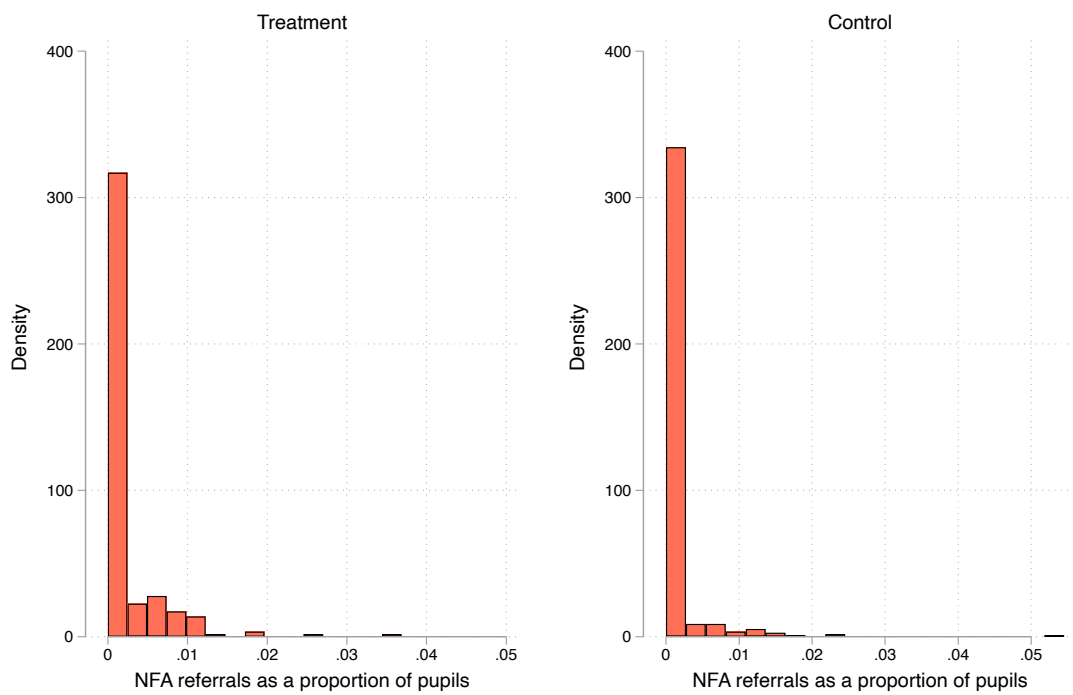 Treatment
Control
400
300
200
100
0
Density
0 .01 .02 .03 .04 .05
NFA referrals as a proportion of pupils
400
300
200
100
0
Density
0 .01 .02 .03 .04 .05
NFA referrals as a proportion of pupils